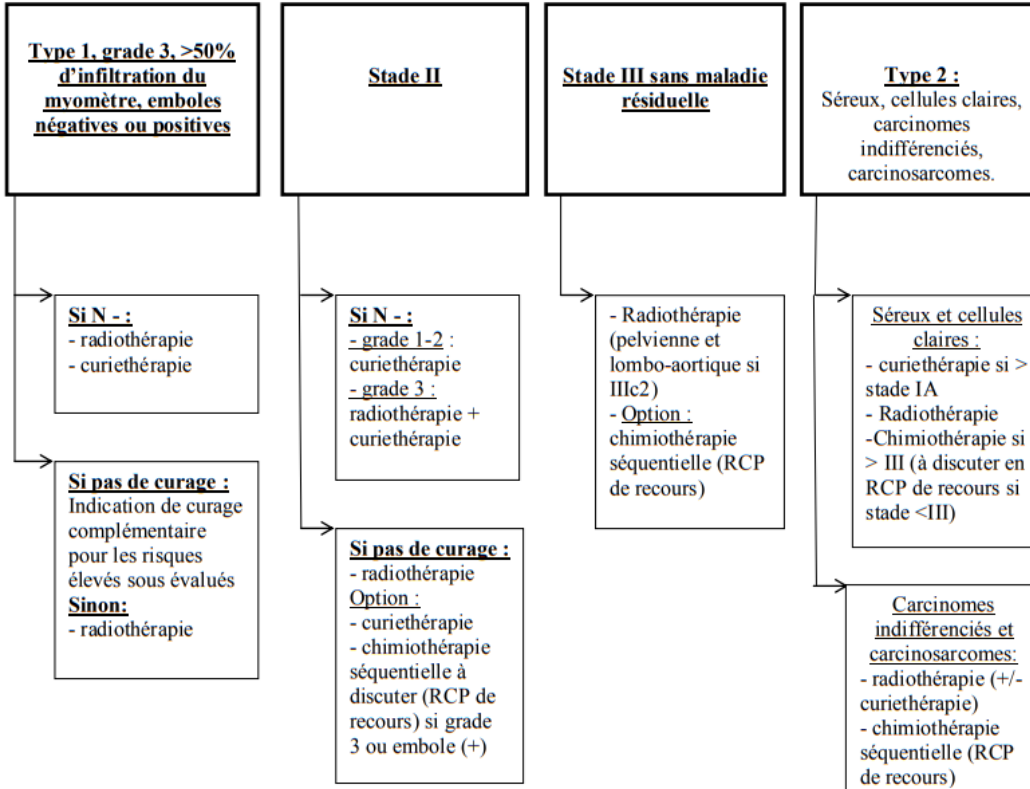 Type 1, grade 3, >50%
d'infiltration du
myomètre, emboles
négatives ou positives
Si N - :
- radiothérapie
- curiethérapie
Si pas de curage :
Indication de curage
complémentaire
pour les risques
élevés sous évalués
Sinon:
- radiothérapie
Stade II
Si N - :
- grade 1-2 :
curiethérapie
- grade 3 :
radiothérapie +
curiethérapie
Si pas de curage :
- radiothérapie
Option :
- curiethérapie
- chimiothérapie
séquentielle à
discuter (RCP de
recours) si grade
3 ou embole (+)
Stade III sans maladie
résiduelle
- Radiothérapie
(pelvienne et
lombo-aortique si
IIIc2)
- Option :
chimiothérapie
séquentielle (RCP
de recours)
Type 2 :
Séreux, cellules claires,
carcinomes
indifférenciés,
carcinosarcomes.
Séreux et cellules
claires :
- curiethérapie si >
stade IA
- Radiothérapie
-Chimiothérapie si
> III (à discuter en
RCP de recours si
stade <III)
Carcinomes
indifférenciés et
carcinosarcomes:
- radiothérapie (+/-
curiethérapie)
- chimiothérapie
séquentielle (RCP
de recours)